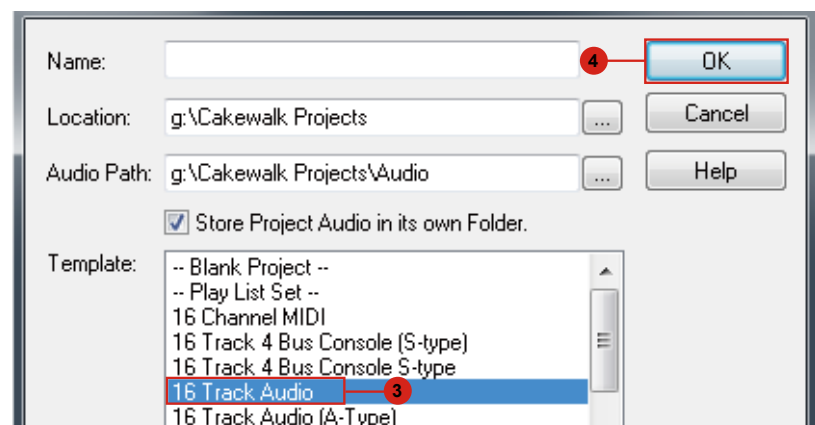 Name:
4
OK
Location:
g:\Cakewalk Projects
...
Cancel
Audio Path:
g:\Cakewalk Projects\Audio
...
Help
Store Project Audio in its own Folder.
Template:
-- Blank Project --
-- Play List Set --
16 Channel MIDI
16 Track 4 Bus Console (S-type)
16 Track 4 Bus Console S-type
16 Track Audio
3
16 Track Audio (A-Type)